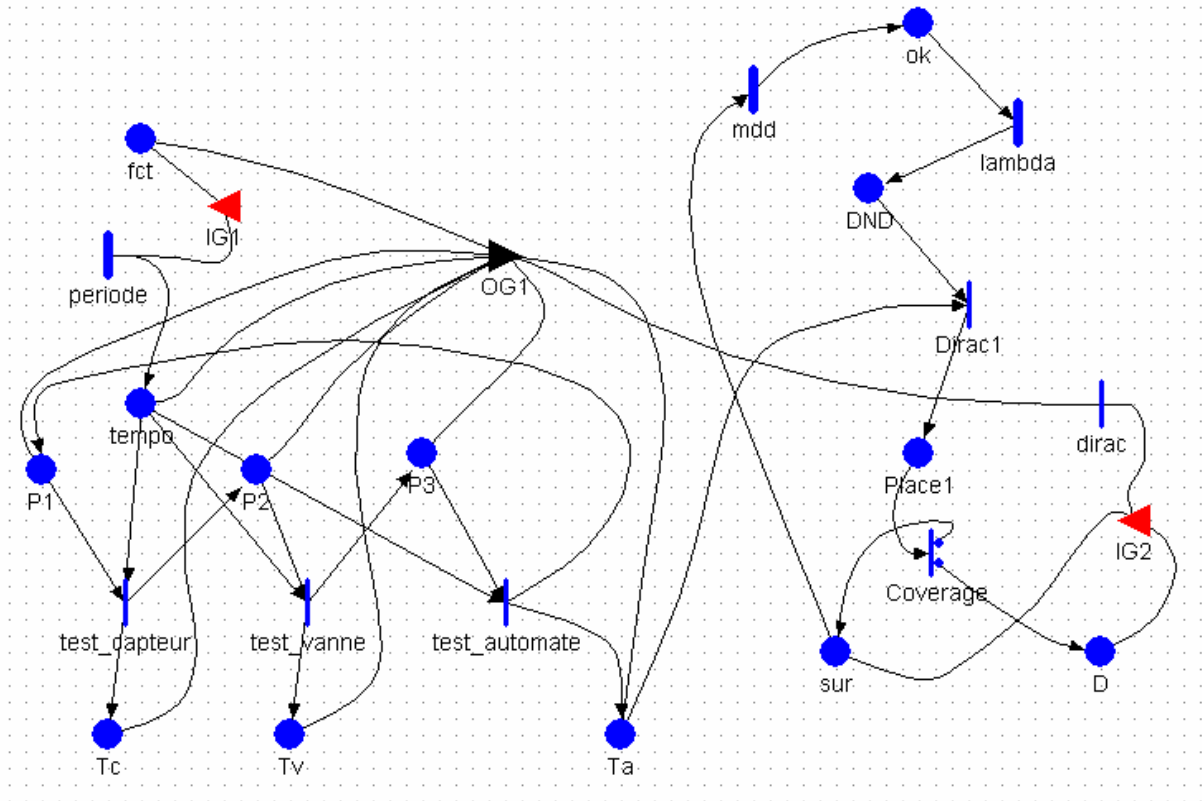 ok
mdd
fct
lambda
IG1
DND
OG1
periode
Dirac1
tempo
dirac
P1
P2
P3
Place1
IG2
Coverage
test_capteur
test_vanne
test_automate
sur
D
Tc
Tv
Ta